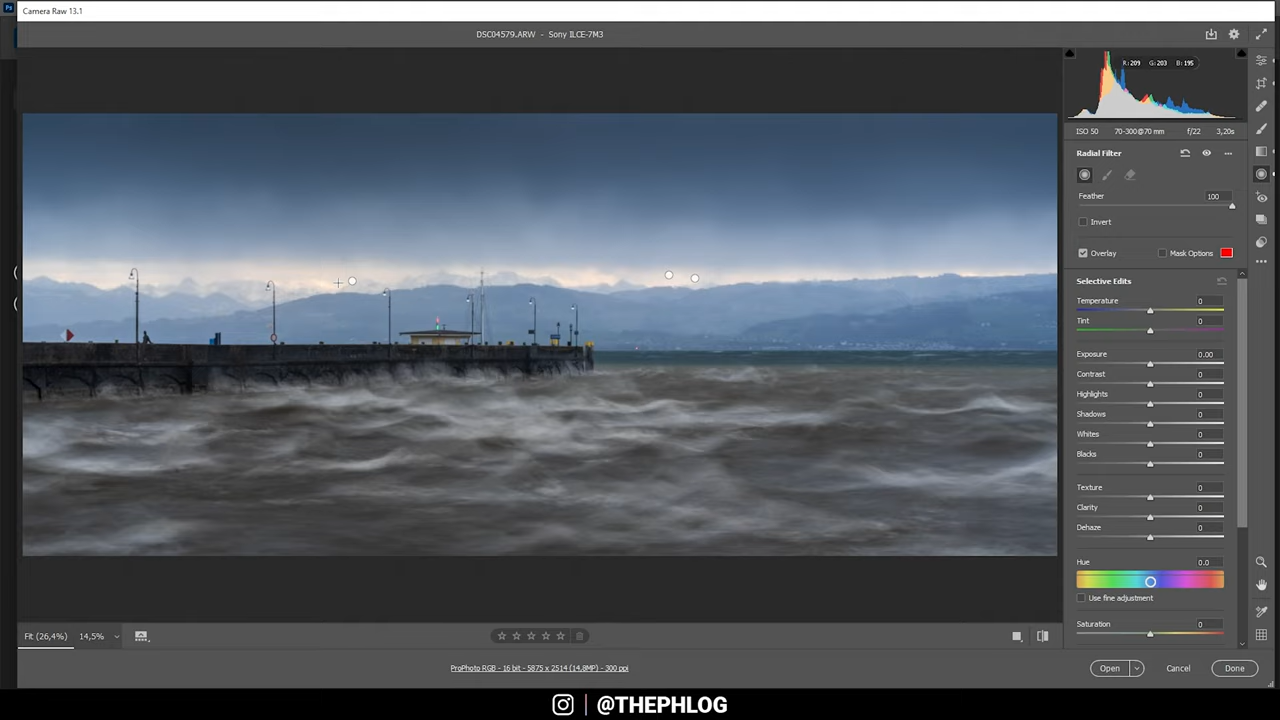 Ps
Camera Raw 13.1
DSC04579.ARW - Sony ILCE-7M3
R: 209 G: 203 B: 195
ISO 50 70-300@70 mm f/22 3,20s
Radial Filter
Feather 100
Invert
Overlay Mask Options
Selective Edits
Temperature 0
Tint 0
Exposure 0.00
Contrast 0
Highlights 0
Shadows 0
Whites 0
Blacks 0
Texture 0
Clarity 0
Dehaze 0
Hue 0.0
Use fine adjustment
Saturation 0
Fit (26,4%) 14,5%
ProPhoto RGB - 16 bit - 5875 x 2514 (14,8MP) - 300 ppi
Open Cancel Done
@THEPHLOG